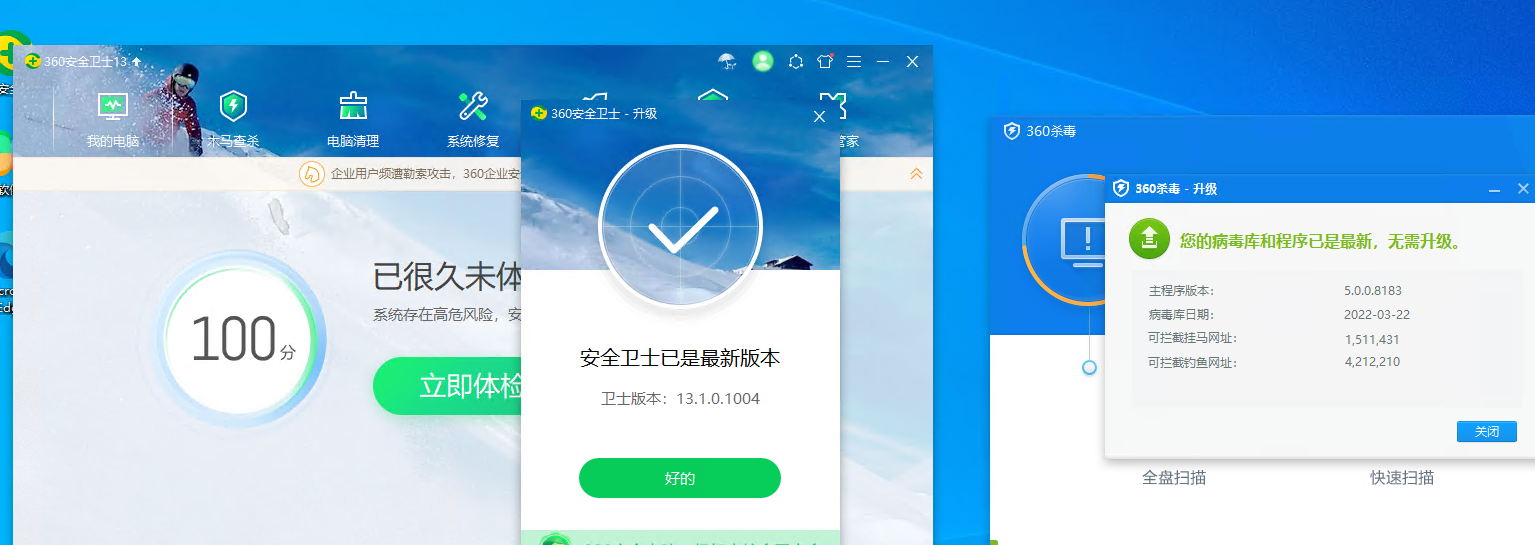 360安全卫士13
我的电脑
木马查杀
电脑清理
系统修复
管家
企业用户频遭勒索攻击，360企业安
100分
已很久未体
系统存在高危风险，安
立即体检
360安全卫士 - 升级
安全卫士已是最新版本
卫士版本：13.1.0.1004
好的
360杀毒
360杀毒 - 升级
您的病毒库和程序已是最新，无需升级。
主程序版本： 5.0.0.8183
病毒库日期： 2022-03-22
可拦截挂马网址： 1,511,431
可拦截钓鱼网址： 4,212,210
关闭
全盘扫描
快速扫描